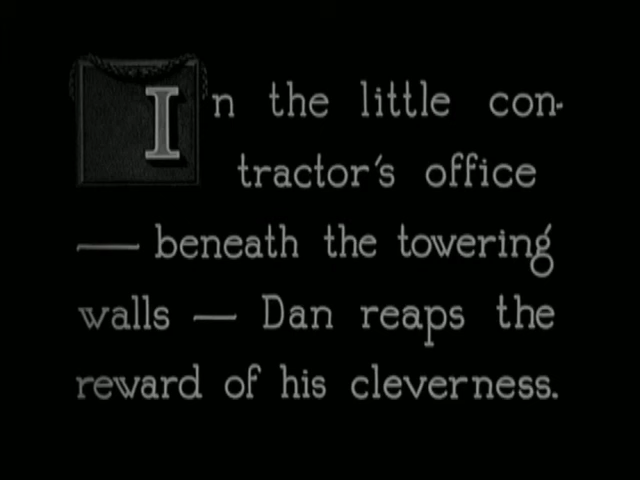 In the little con-
tractor's office
— beneath the towering
walls — Dan reaps the
reward of his cleverness.